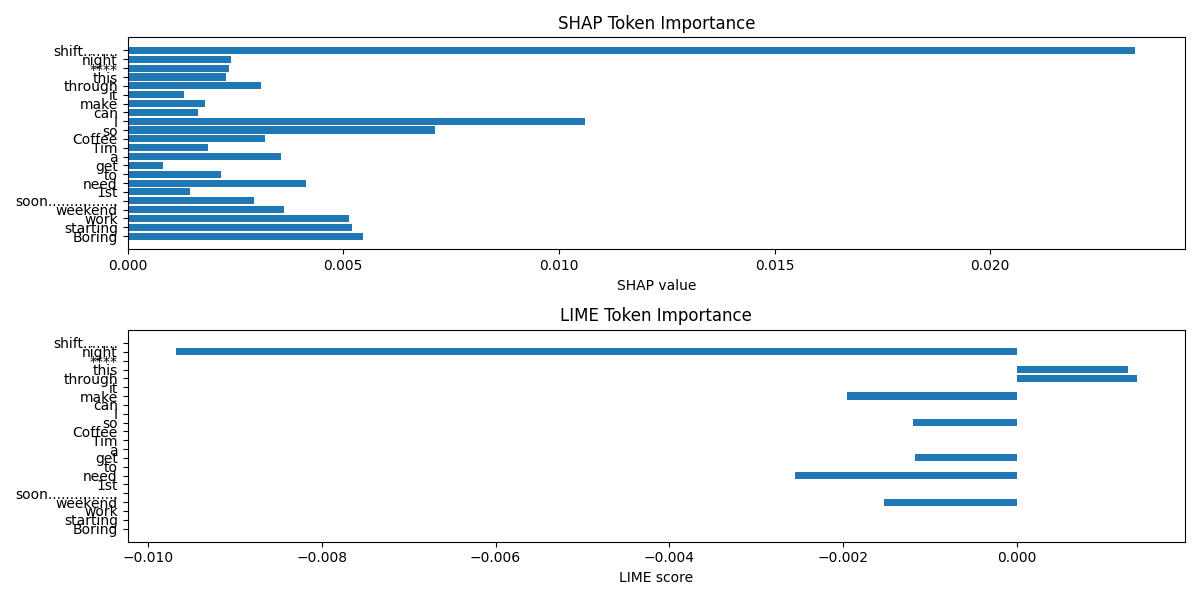 SHAP Token Importance
shift.........
night
****
this
through
it
make
can
I
so
Coffee
Tim
a
get
to
need
1st
soon................
weekend
work
starting
Boring
0.000 0.005 0.010 0.015 0.020
SHAP value
LIME Token Importance
shift.........
night
****
this
through
it
make
can
I
so
Coffee
Tim
a
get
to
need
1st
soon................
weekend
work
starting
Boring
−0.010 −0.008 −0.006 −0.004 −0.002 0.000
LIME score